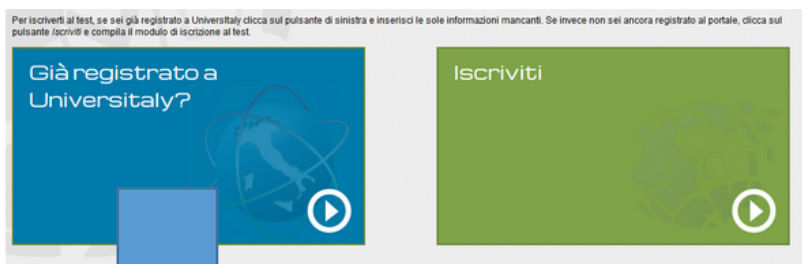 Per iscriverti al test, se sei già registrato a UniversItaly clicca sul pulsante di sinistra e inserisci le sole informazioni mancanti. Se invece non sei ancora registrato al portale, clicca sul
pulsante Iscriviti e compila il modulo di iscrizione al test.
Già registrato a
Universitaly?
Iscriviti